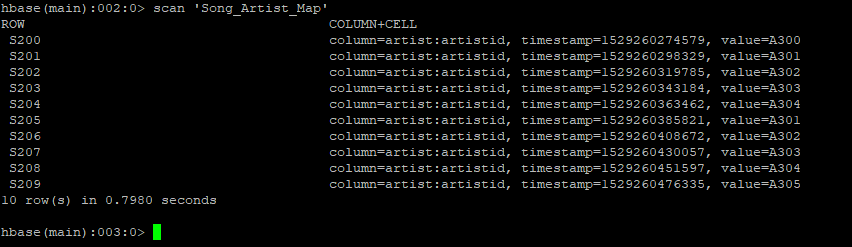 hbase(main):002:0> scan 'Song_Artist_Map'
ROW COLUMN+CELL
S200 column=artist:artistid, timestamp=1529260274579, value=A300
S201 column=artist:artistid, timestamp=1529260298329, value=A301
S202 column=artist:artistid, timestamp=1529260319785, value=A302
S203 column=artist:artistid, timestamp=1529260343184, value=A303
S204 column=artist:artistid, timestamp=1529260363462, value=A304
S205 column=artist:artistid, timestamp=1529260385821, value=A301
S206 column=artist:artistid, timestamp=1529260408672, value=A302
S207 column=artist:artistid, timestamp=1529260430057, value=A303
S208 column=artist:artistid, timestamp=1529260451597, value=A304
S209 column=artist:artistid, timestamp=1529260476335, value=A305
10 row(s) in 0.7980 seconds
hbase(main):003:0>